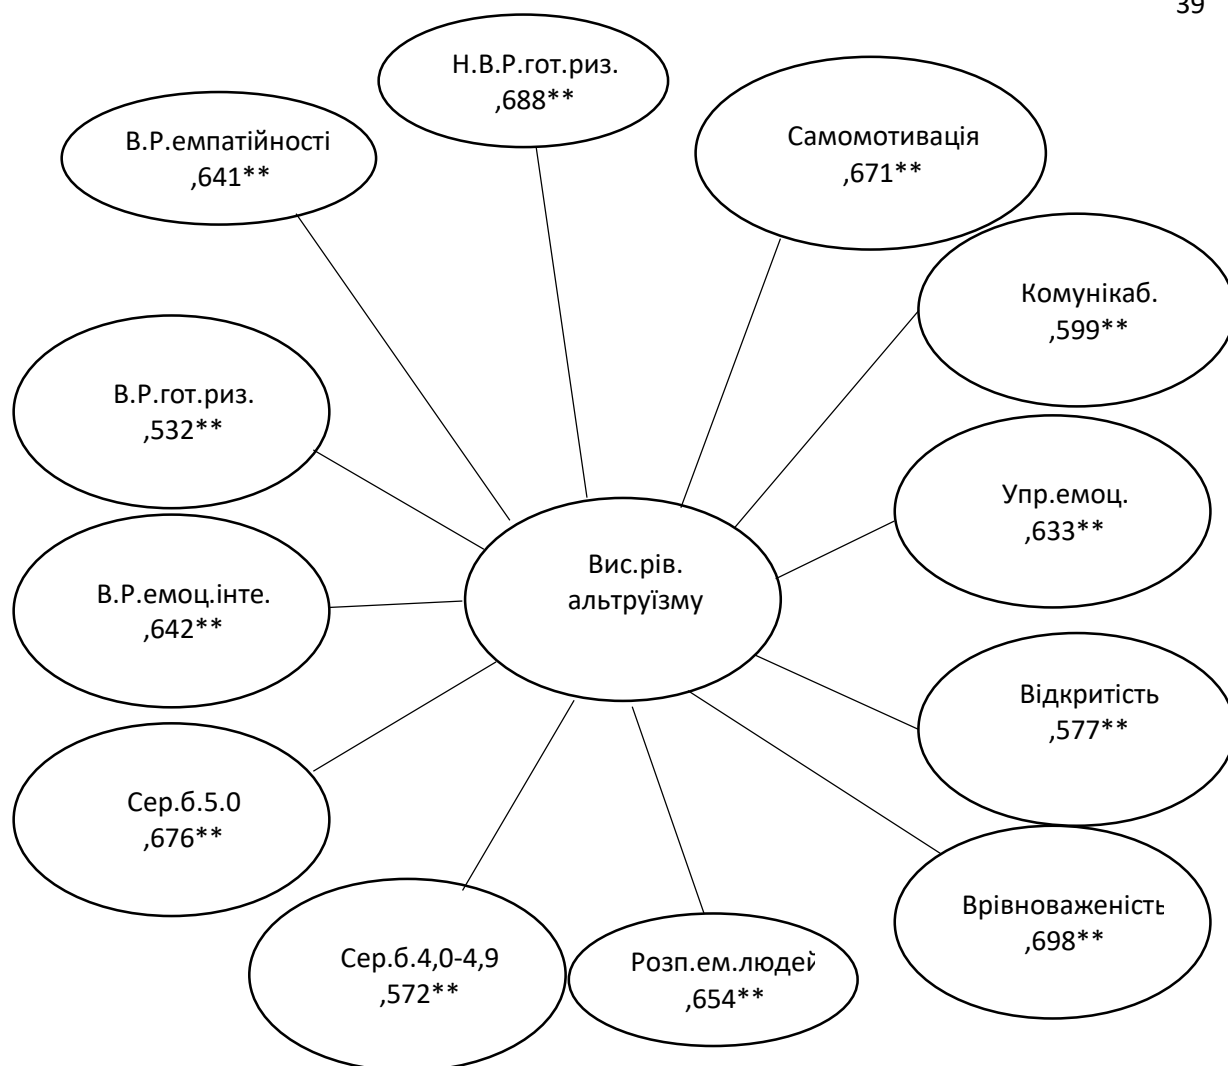 39
Н.В.Р.гот.риз.
,688**
В.Р.емпатійності
,641**
Самомотивація
,671**
Комунікаб.
,599**
В.Р.гот.риз.
,532**
Упр.емоц.
,633**
Вис.рів.
альтруїзму
В.Р.емоц.інте.
,642**
Відкритість
,577**
Сер.б.5.0
,676**
Врівноваженість
,698**
Сер.б.4,0-4,9
,572**
Розп.ем.людей
,654**